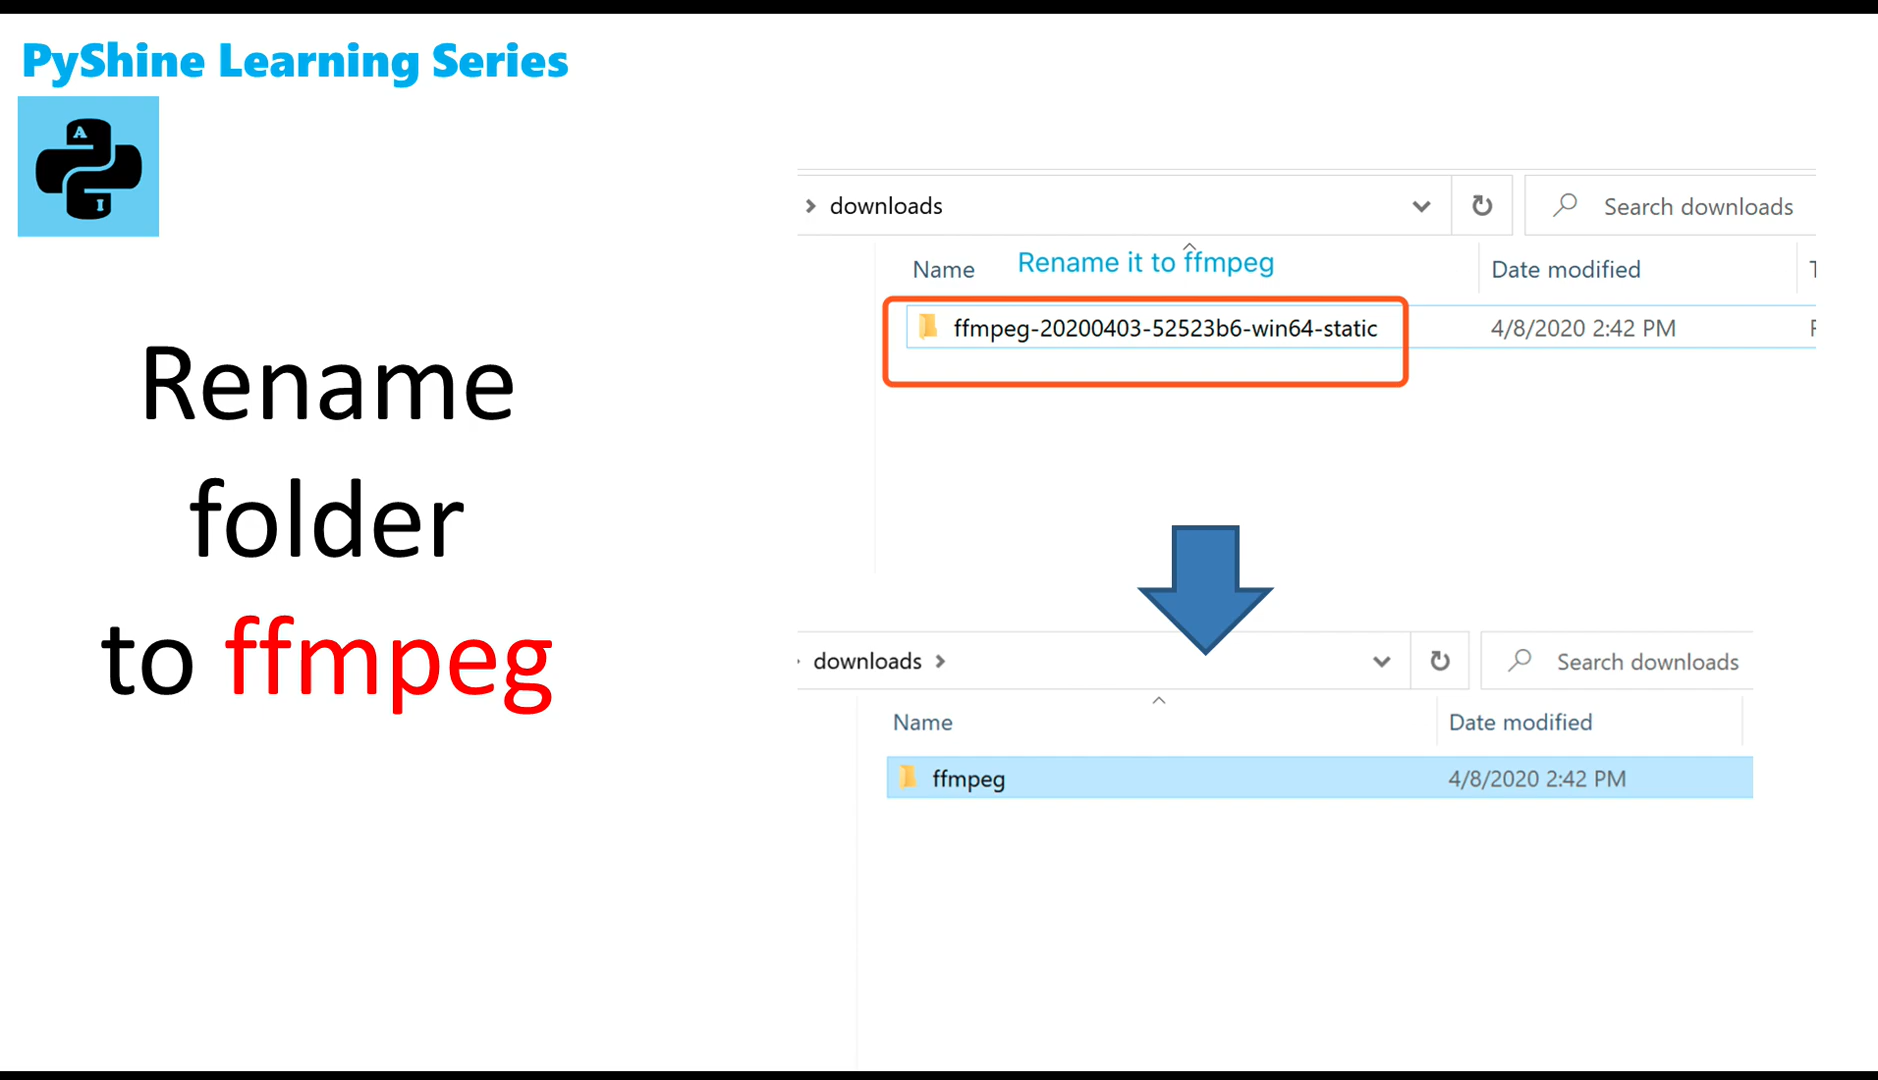 PyShine Learning Series
A
I
Rename
folder
to ffmpeg
downloads
Search downloads
Name
Rename it to ffmpeg
Date modified
ffmpeg-20200403-52523b6-win64-static
4/8/2020 2:42 PM
downloads
Search downloads
Name
Date modified
ffmpeg
4/8/2020 2:42 PM